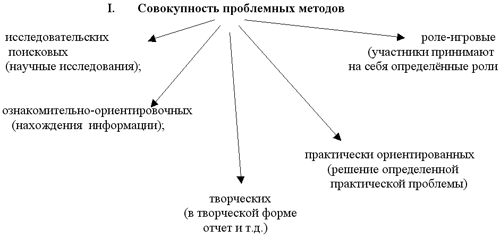 I. Совокупность проблемных методов
исследовательских
поисковых
(научные исследования);
роле-игровые
(участники принимают
на себя определённые роли
ознакомительно-ориентировочных
(нахождения информации);
практически ориентированных
(решение определенной
практической проблемы)
творческих
(в творческой форме
отчет и т.д.)